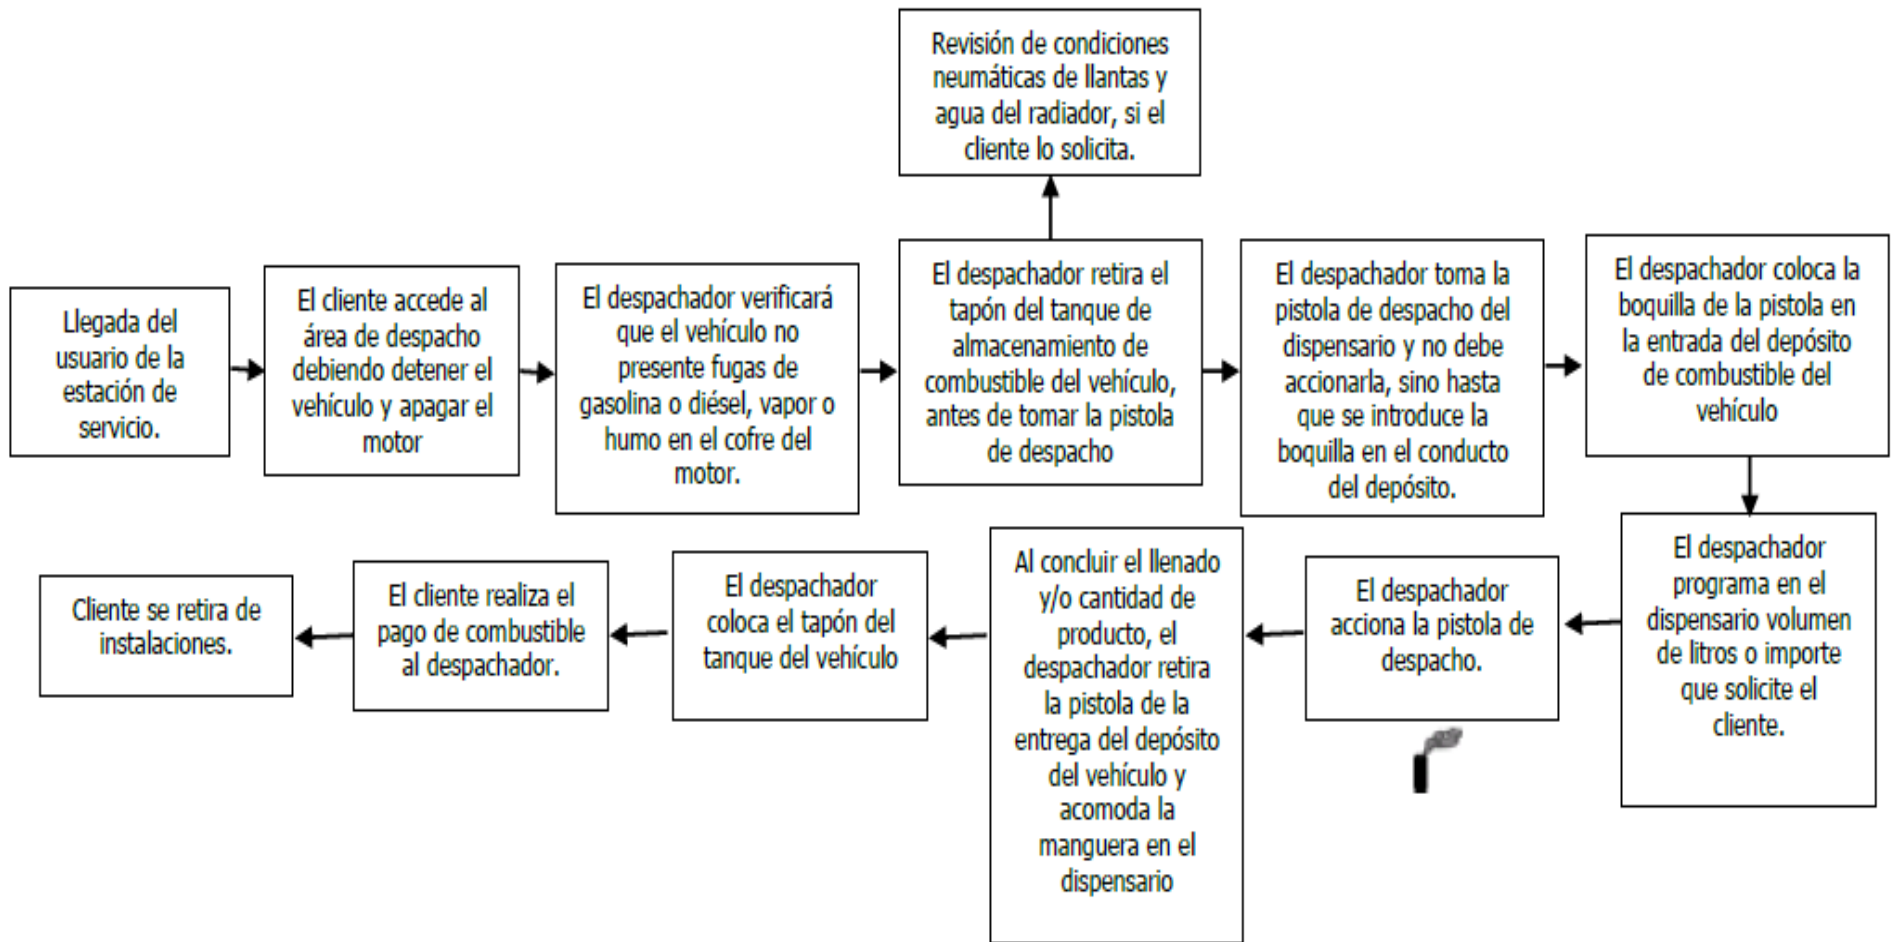 Revisión de condiciones
neumáticas de llantas y
agua del radiador, si el
cliente lo solicita.
Llegada del
usuario de la
estación de
servicio.
El cliente accede al
área de despacho
debiendo detener el
vehículo y apagar el
motor
El despachador verificará
que el vehículo no
presente fugas de
gasolina o diésel, vapor o
humo en el cofre del
motor.
El despachador retira el
tapón del tanque de
almacenamiento de
combustible del vehículo,
antes de tomar la pistola
de despacho
El despachador toma la
pistola de despacho del
dispensario y no debe
accionarla, sino hasta
que se introduce la
boquilla en el conducto
del depósito.
El despachador coloca la
boquilla de la pistola en
la entrada del depósito
de combustible del
vehículo
El despachador
programa en el
dispensario volumen
de litros o importe
que solicite el
cliente.
El despachador
acciona la pistola de
despacho.
Al concluir el llenado
y/o cantidad de
producto, el
despachador retira
la pistola de la
entrega del depósito
del vehículo y
acomoda la
manguera en el
dispensario
El despachador
coloca el tapón del
tanque del vehículo
El cliente realiza el
pago de combustible
al despachador.
Cliente se retira de
instalaciones.